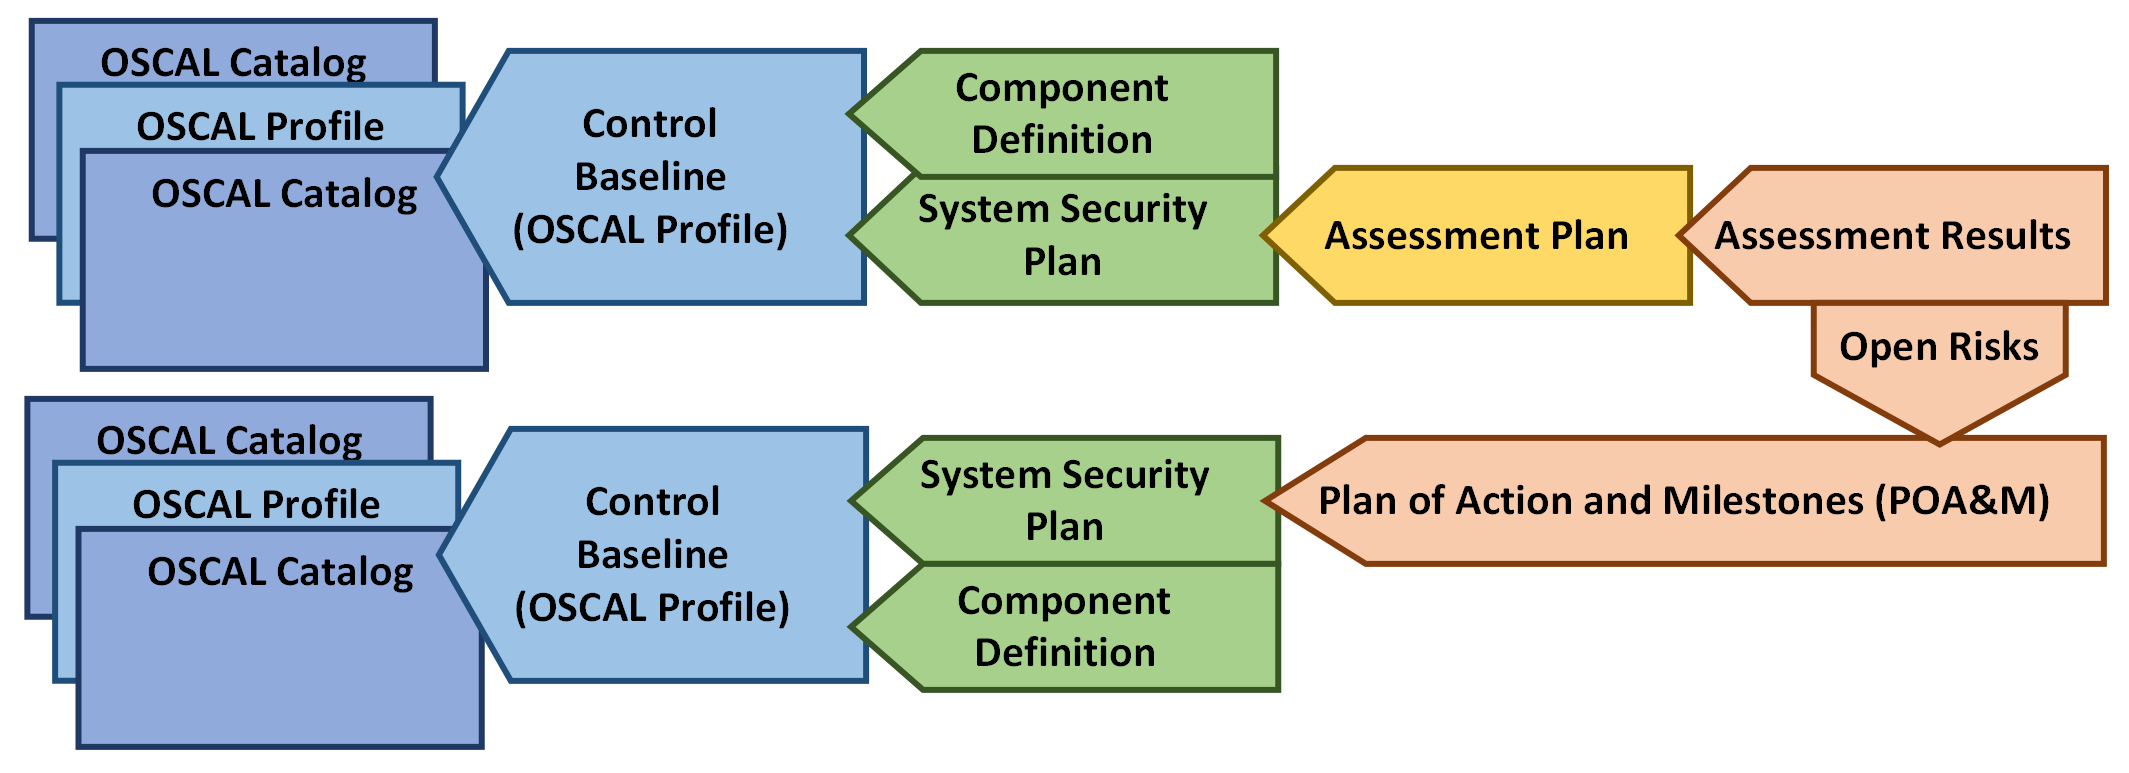 OSCAL Catalog
OSCAL Profile
OSCAL Catalog
Control
Baseline
(OSCAL Profile)
Component
Definition
System Security
Plan
Assessment Plan
Assessment Results
Open Risks
OSCAL Catalog
OSCAL Profile
OSCAL Catalog
Control
Baseline
(OSCAL Profile)
System Security
Plan
Component
Definition
Plan of Action and Milestones (POA&M)